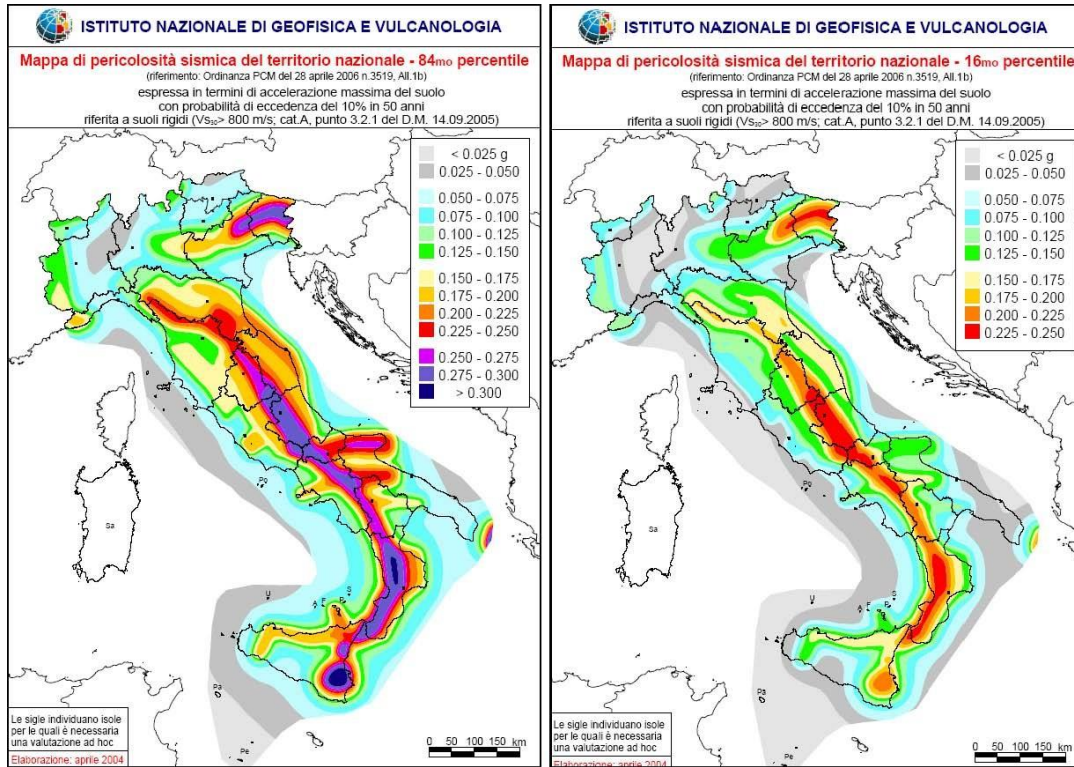 ISTITUTO NAZIONALE DI GEOFISICA E VULCANOLOGIA
Mappa di pericolosità sismica del territorio nazionale - 84mo percentile
(riferimento: Ordinanza PCM del 28 aprile 2006 n.3519, All.1b)
espressa in termini di accelerazione massima del suolo
con probabilità di eccedenza del 10% in 50 anni
riferita a suoli rigidi (Vs30> 800 m/s; cat.A, punto 3.2.1 del D.M. 14.09.2005)
< 0.025 g
0.025 - 0.050
0.050 - 0.075
0.075 - 0.100
0.100 - 0.125
0.125 - 0.150
0.150 - 0.175
0.175 - 0.200
0.200 - 0.225
0.225 - 0.250
0.250 - 0.275
0.275 - 0.300
> 0.300
Po
Sa
U
A
F
P
S
Pa
Pe
Le sigle individuano isole
per le quali è necessaria
una valutazione ad hoc
Elaborazione: aprile 2004
0 50 100 150 km
ISTITUTO NAZIONALE DI GEOFISICA E VULCANOLOGIA
Mappa di pericolosità sismica del territorio nazionale - 16mo percentile
(riferimento: Ordinanza PCM del 28 aprile 2006 n.3519, All.1b)
espressa in termini di accelerazione massima del suolo
con probabilità di eccedenza del 10% in 50 anni
riferita a suoli rigidi (Vs30> 800 m/s; cat.A, punto 3.2.1 del D.M. 14.09.2005)
< 0.025 g
0.025 - 0.050
0.050 - 0.075
0.075 - 0.100
0.100 - 0.125
0.125 - 0.150
0.150 - 0.175
0.175 - 0.200
0.200 - 0.225
0.225 - 0.250
Po
Sa
U
A
F
P
S
Pa
Pe
Le sigle individuano isole
per le quali è necessaria
una valutazione ad hoc
Elaborazione: aprile 2004
0 50 100 150 km